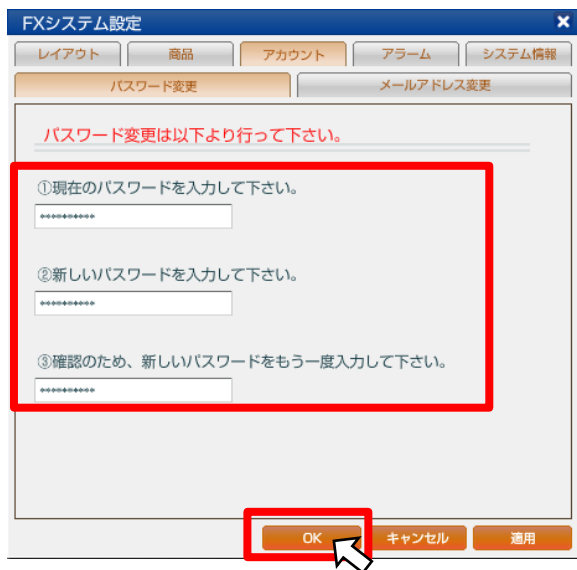 FXシステム設定
レイアウト 商品 アカウント アラーム システム情報
パスワード変更 メールアドレス変更
パスワード変更は以下より行って下さい。
①現在のパスワードを入力して下さい。
**********
②新しいパスワードを入力して下さい。
**********
③確認のため、新しいパスワードをもう一度入力して下さい。
**********
OK キャンセル 適用